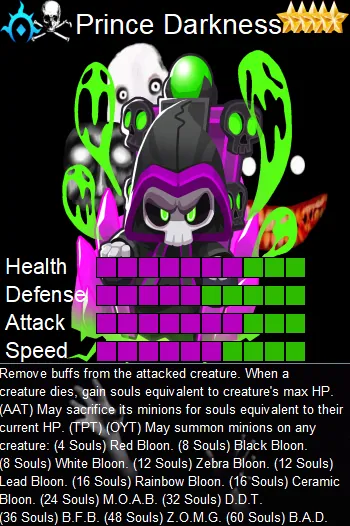 Prince Darkness
Health
Defense
Attack
Speed
Remove buffs from the attacked creature. When a
creature dies, gain souls equivalent to creature's max HP.
(AAT) May sacrifice its minions for souls equivalent to their
current HP. (TPT) (OYT) May summon minions on any
creature: (4 Souls) Red Bloon. (8 Souls) Black Bloon.
(8 Souls) White Bloon. (12 Souls) Zebra Bloon. (12 Souls)
Lead Bloon. (16 Souls) Rainbow Bloon. (16 Souls) Ceramic
Bloon. (24 Souls) M.O.A.B. (32 Souls) D.D.T.
(36 Souls) B.F.B. (48 Souls) Z.O.M.G. (60 Souls) B.A.D.